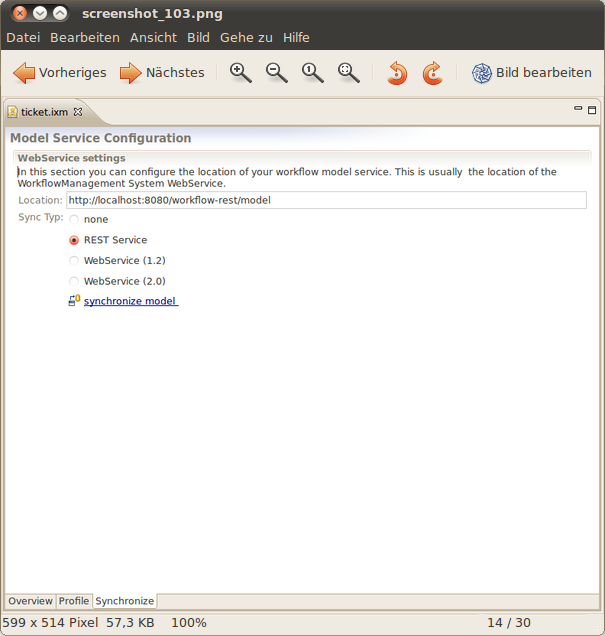 screenshot_103.png
Datei Bearbeiten Ansicht Bild Gehe zu Hilfe
Vorheriges Nächstes 1 Bild bearbeiten
ticket.ixm
Model Service Configuration
WebService settings
In this section you can configure the location of your workflow model service. This is usually the location of the
WorkflowManagement System WebService.
Location: http://localhost:8080/workflow-rest/model
Sync Typ: none
REST Service
WebService (1.2)
WebService (2.0)
synchronize model
Overview Profile Synchronize
599 x 514 Pixel 57,3 KB 100% 14 / 30